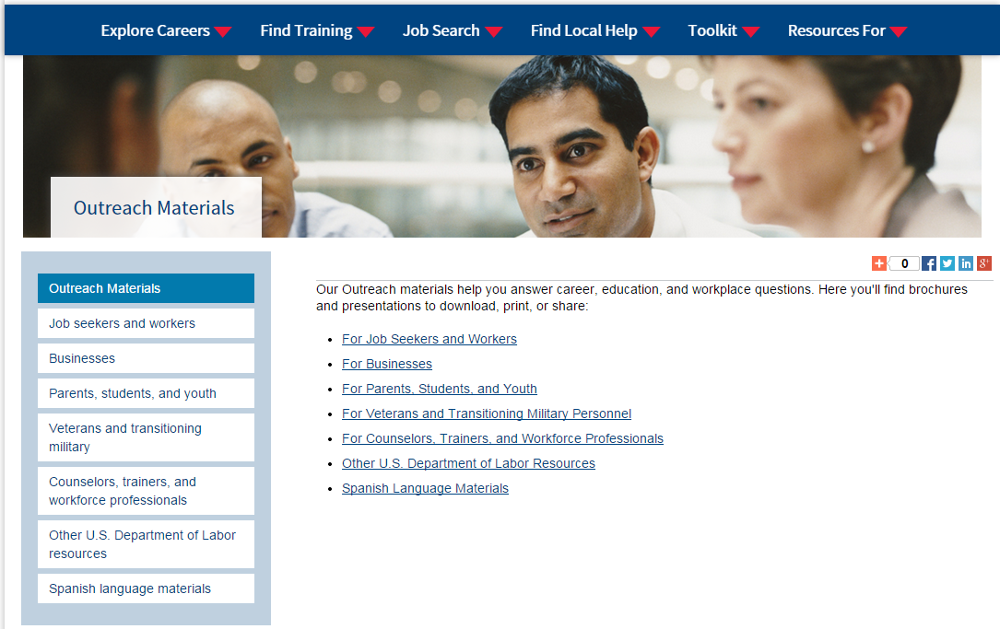 Explore Careers Find Training Job Search Find Local Help Toolkit Resources For
Outreach Materials
Outreach Materials
Job seekers and workers
Businesses
Parents, students, and youth
Veterans and transitioning
military
Counselors, trainers, and
workforce professionals
Other U.S. Department of Labor
resources
Spanish language materials
0
Our Outreach materials help you answer career, education, and workplace questions. Here you'll find brochures
and presentations to download, print, or share:
• For Job Seekers and Workers
• For Businesses
• For Parents, Students, and Youth
• For Veterans and Transitioning Military Personnel
• For Counselors, Trainers, and Workforce Professionals
• Other U.S. Department of Labor Resources
• Spanish Language Materials